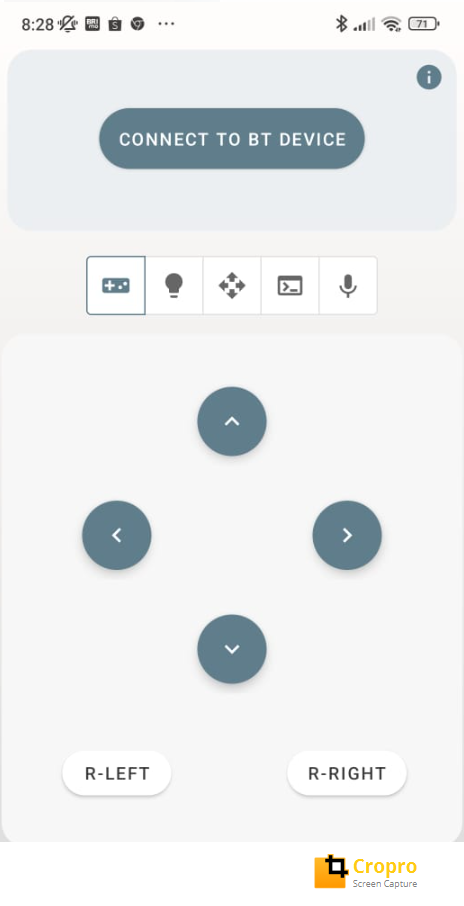 8:28 ...
71
CONNECT TO BT DEVICE
R-LEFT
R-RIGHT
Cropro
Screen Capture